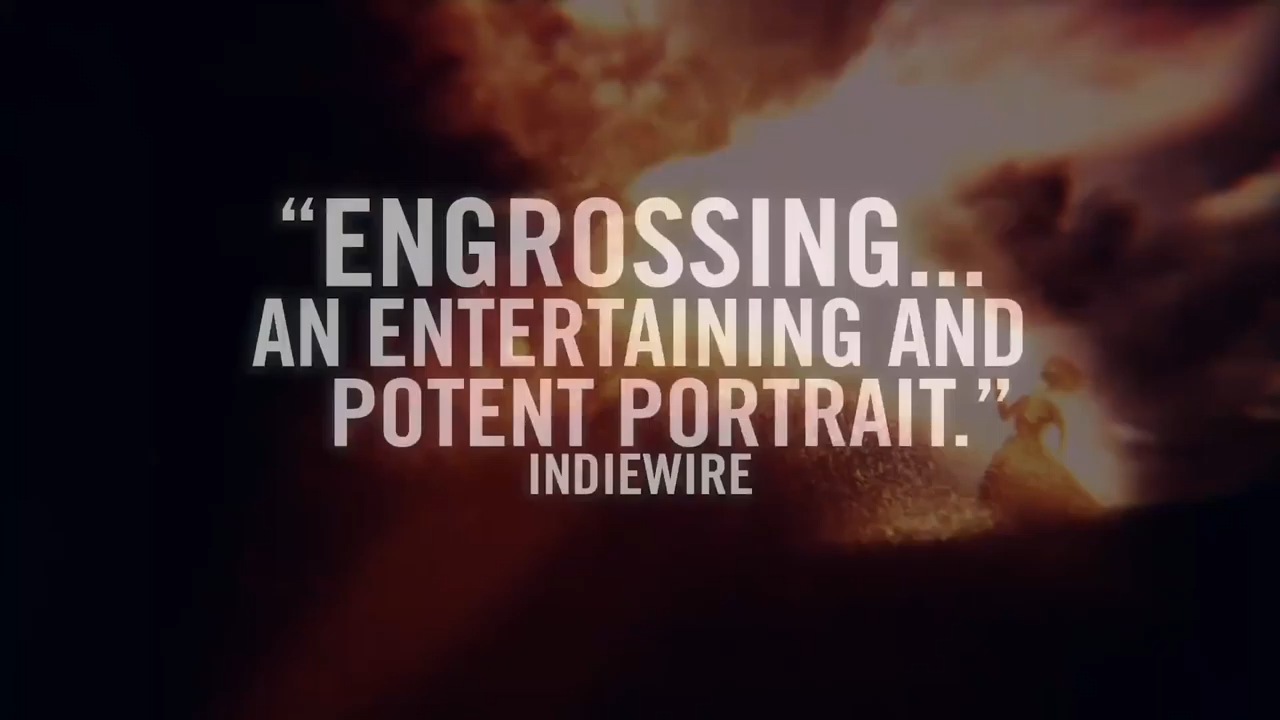 “ENGROSSING...
AN ENTERTAINING AND
POTENT PORTRAIT.”
INDIEWIRE